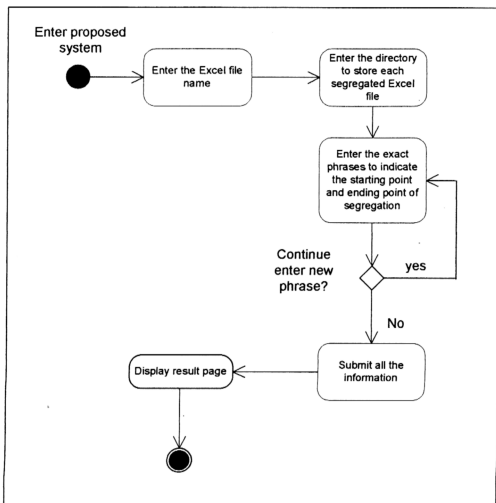 Enter proposed
system
Enter the Excel file
name
Enter the directory
to store each
segregated Excel
file
Enter the exact
phrases to indicate
the starting point
and ending point of
segregation
Continue
enter new
phrase?
yes
No
Submit all the
information
Display result page